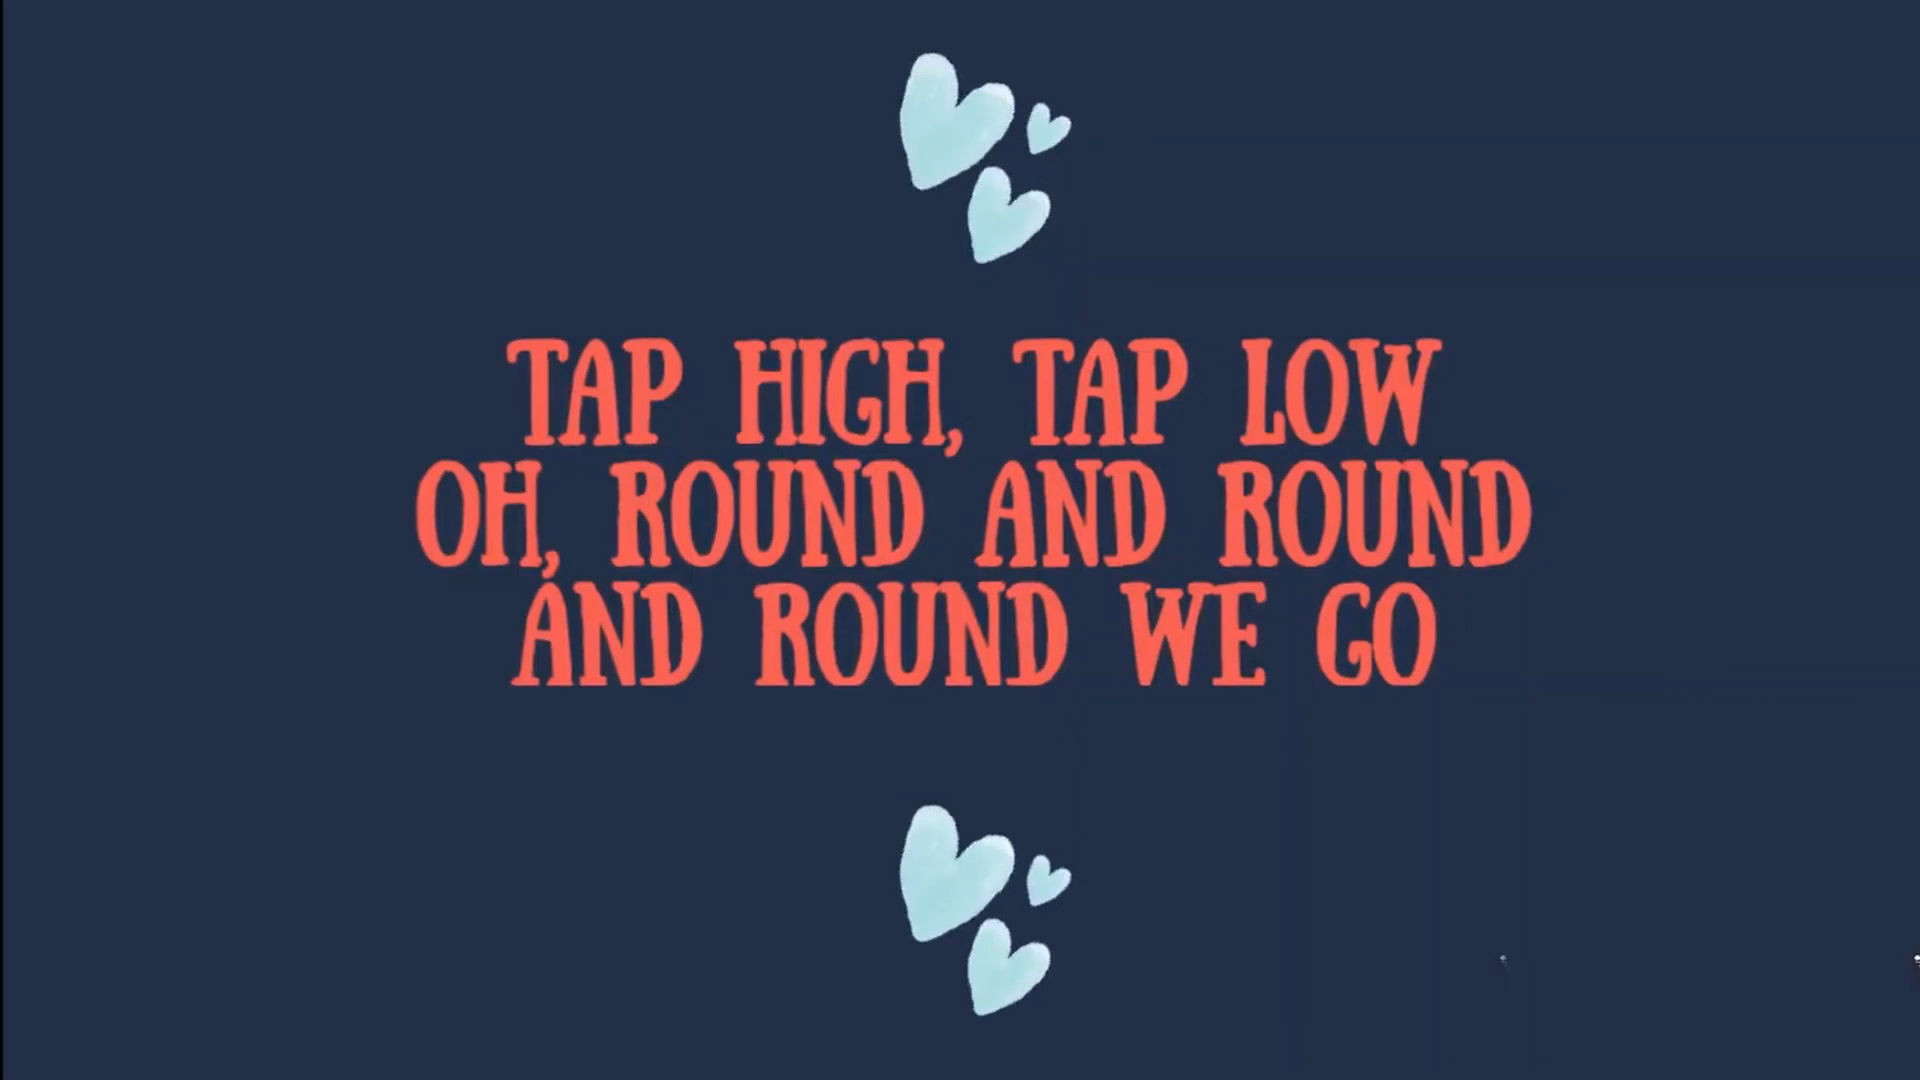 TAP HIGH, TAP LOW
OH, ROUND AND ROUND
AND ROUND WE GO